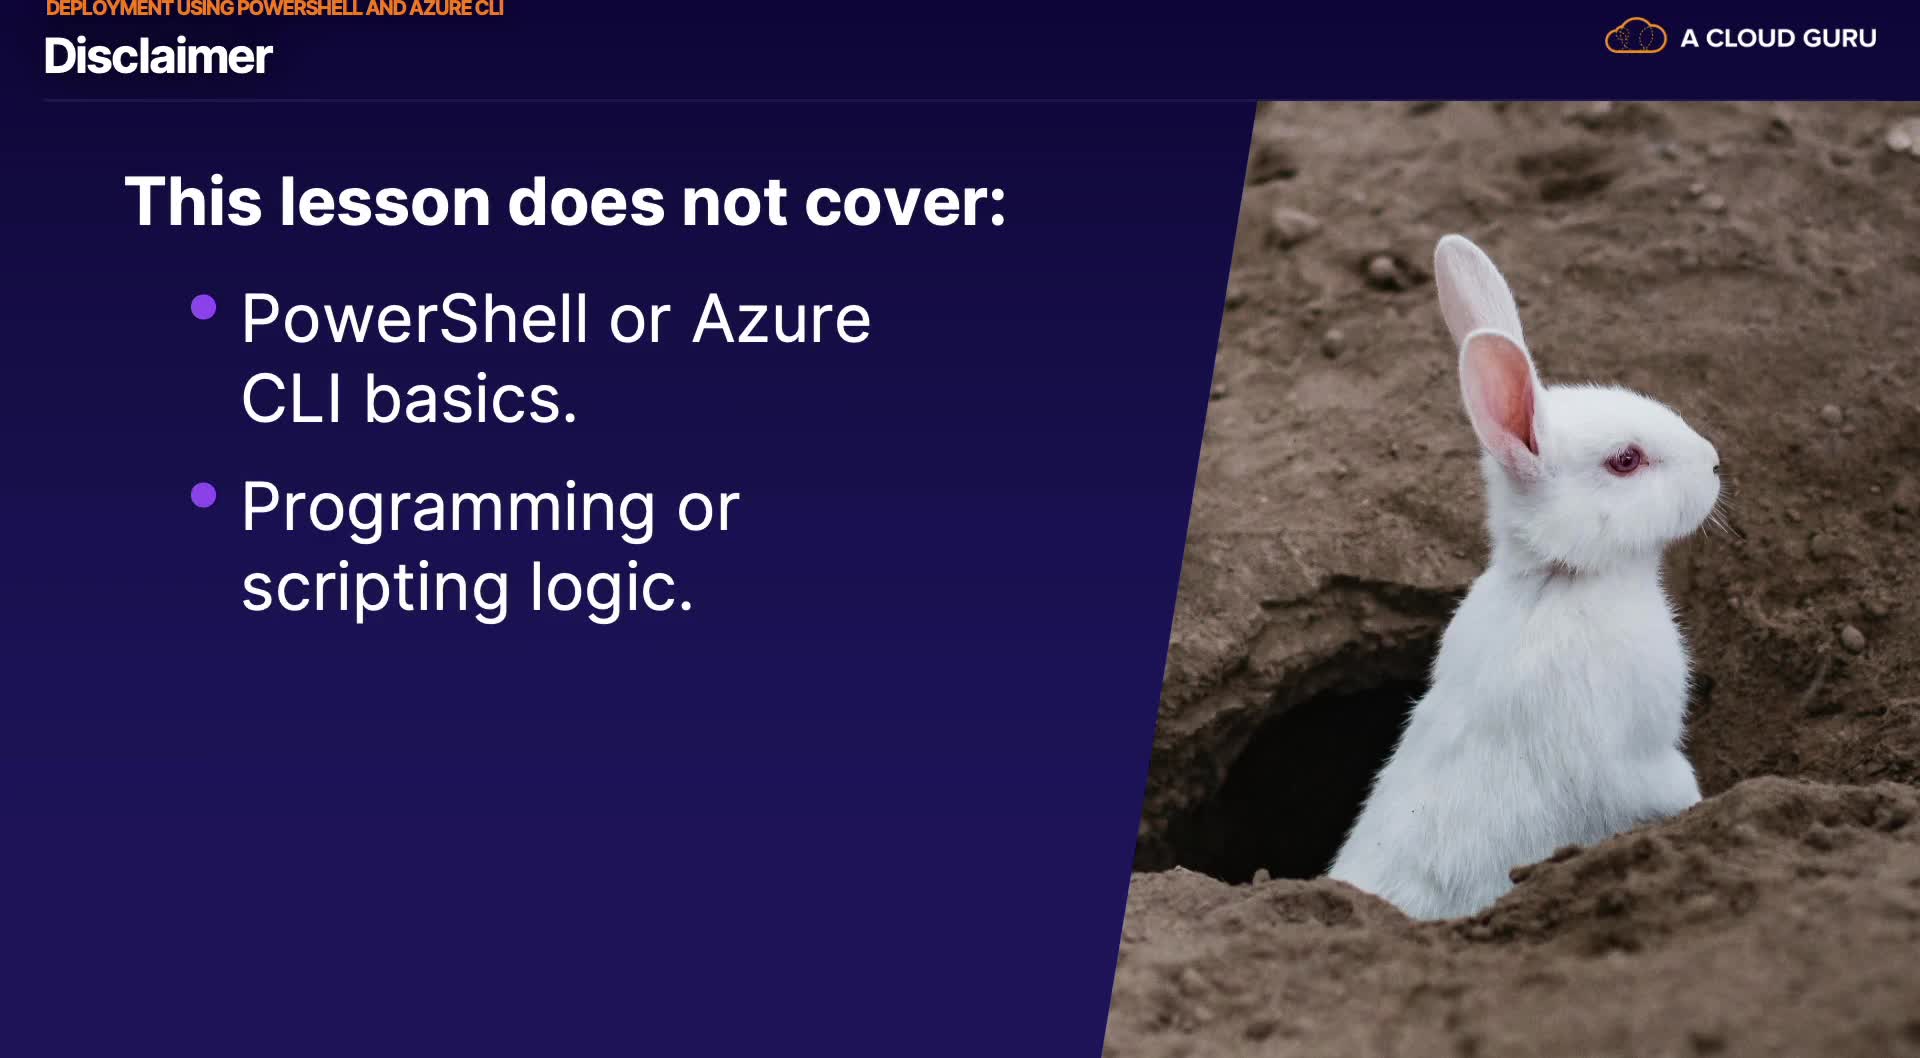 DEPLOYMENT USING POWERSHELL AND AZURE CLI
Disclaimer
A CLOUD GURU
This lesson does not cover:
PowerShell or Azure
CLI basics.
Programming or
scripting logic.